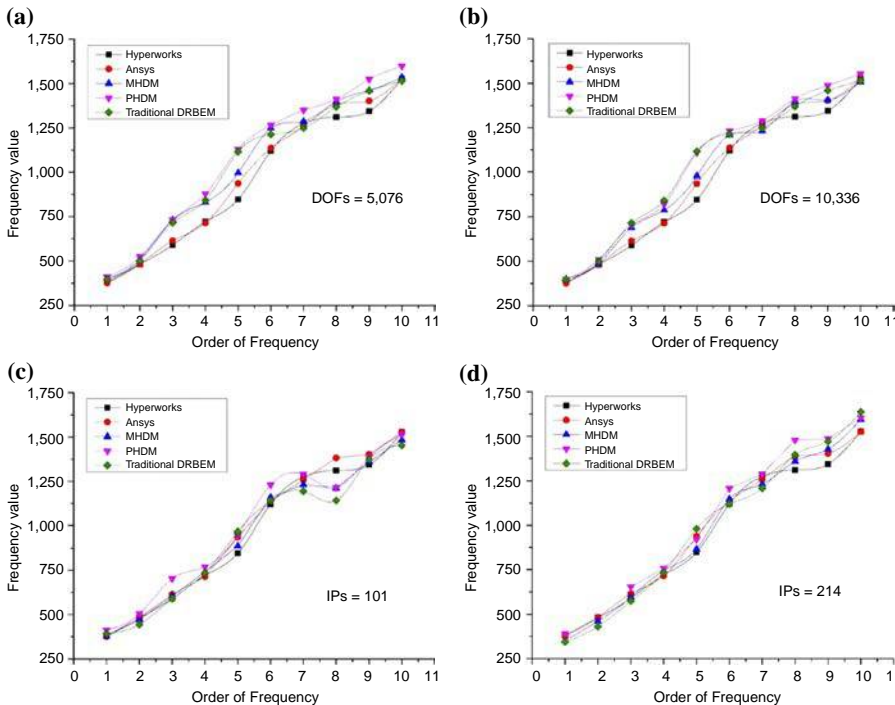 (a)
1,750
1,500
1,250
1,000
750
500
250
Frequency value
Hyperworks
Ansys
MHDM
PHDM
Traditional DRBEM
DOFs = 5,076
0 1 2 3 4 5 6 7 8 9 10 11
Order of Frequency
(b)
1,750
1,500
1,250
1,000
750
500
250
Frequency value
Hyperworks
Ansys
MHDM
PHDM
Traditional DRBEM
DOFs = 10,336
0 1 2 3 4 5 6 7 8 9 10 11
Order of Frequency
(c)
1,750
1,500
1,250
1,000
750
500
250
Frequency value
Hyperworks
Ansys
MHDM
PHDM
Traditional DRBEM
IPs = 101
0 1 2 3 4 5 6 7 8 9 10 11
Order of Frequency
(d)
1,750
1,500
1,250
1,000
750
500
250
Frequency value
Hyperworks
Ansys
MHDM
PHDM
Traditional DRBEM
IPs = 214
0 1 2 3 4 5 6 7 8 9 10 1
Order of Frequency